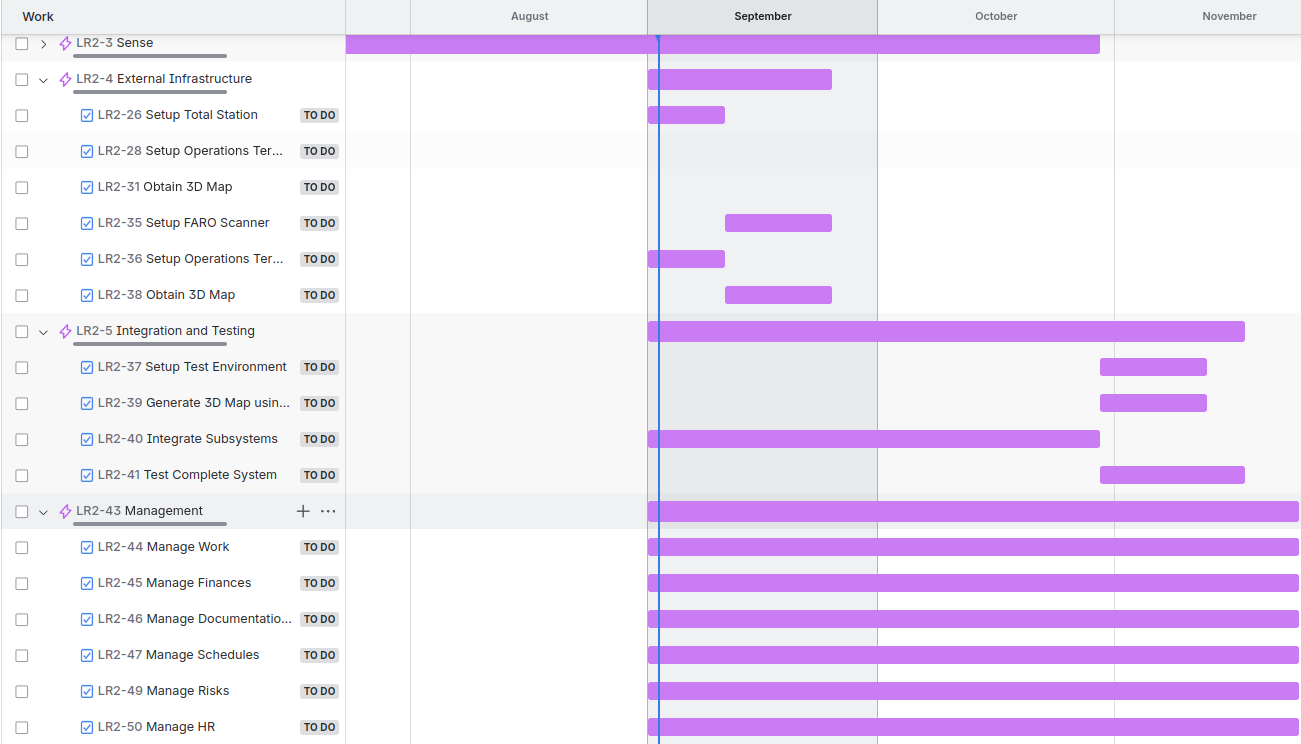 Work August September October November
LR2-3 Sense
LR2-4 External Infrastructure
LR2-26 Setup Total Station TO DO
LR2-28 Setup Operations Ter... TO DO
LR2-31 Obtain 3D Map TO DO
LR2-35 Setup FARO Scanner TO DO
LR2-36 Setup Operations Ter... TO DO
LR2-38 Obtain 3D Map TO DO
LR2-5 Integration and Testing
LR2-37 Setup Test Environment TO DO
LR2-39 Generate 3D Map usin... TO DO
LR2-40 Integrate Subsystems TO DO
LR2-41 Test Complete System TO DO
LR2-43 Management
LR2-44 Manage Work TO DO
LR2-45 Manage Finances TO DO
LR2-46 Manage Documentatio... TO DO
LR2-47 Manage Schedules TO DO
LR2-49 Manage Risks TO DO
LR2-50 Manage HR TO DO